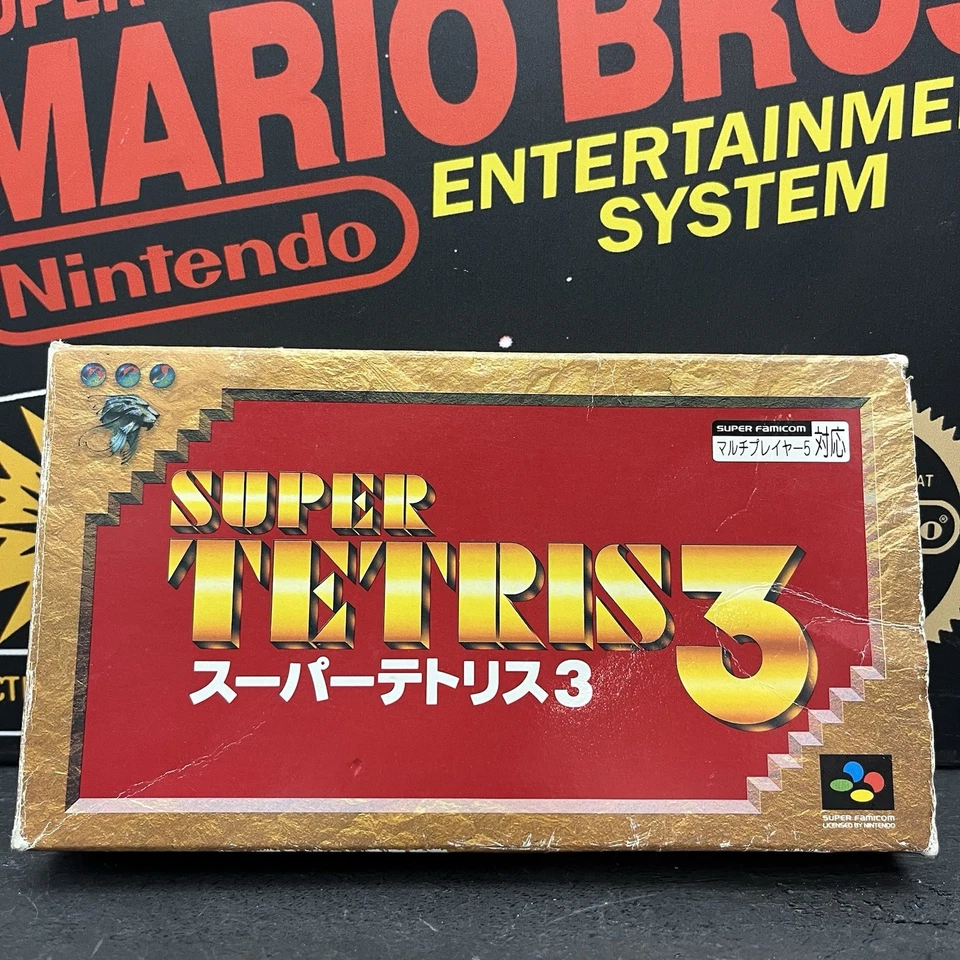 SUPER
MARIO BROS
ENTERTAINME
SYSTEM
Nintendo
SUPER FAMICOM
マルチプレイヤー5 対応
SUPER
TETRIS 3
スーパーテトリス3
SUPER FAMICOM
LICENSED BY NINTENDO